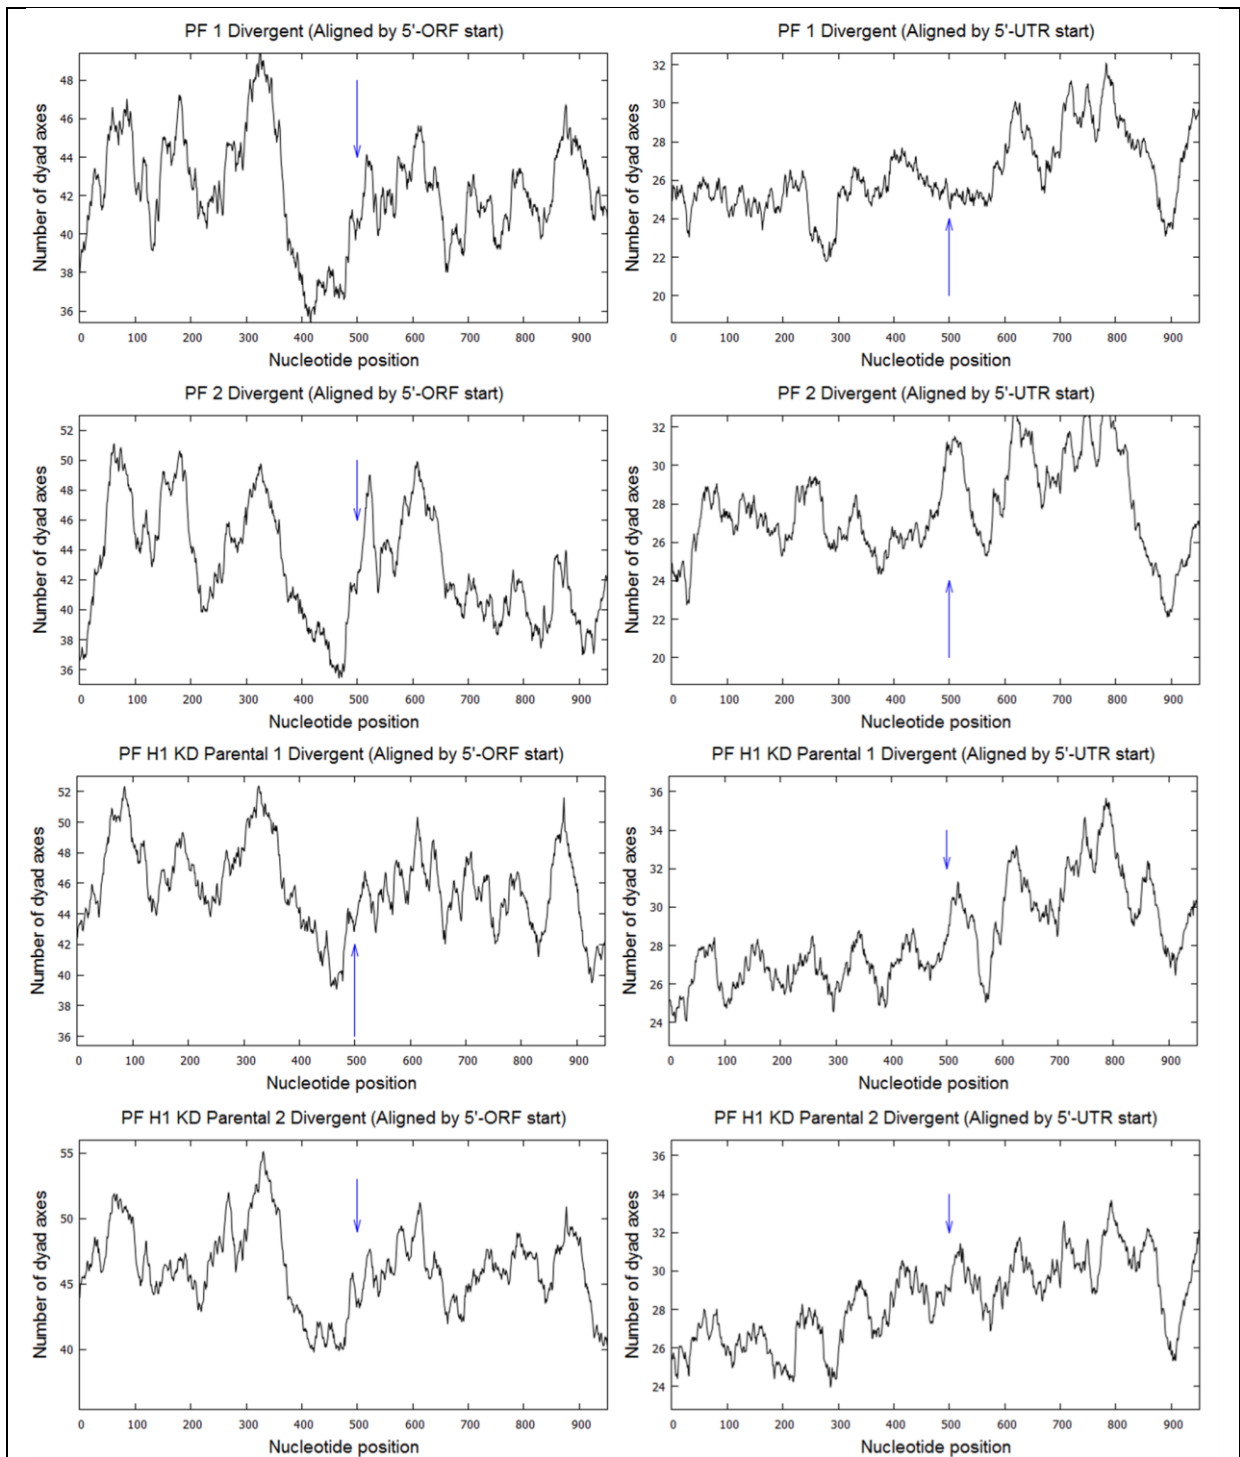 PF 1 Divergent (Aligned by 5'-ORF start)
Number of dyad axes
48
46
44
42
40
38
36
0 100 200 300 400 500 600 700 800 900
Nucleotide position
PF 1 Divergent (Aligned by 5'-UTR start)
Number of dyad axes
32
30
28
26
24
22
20
0 100 200 300 400 500 600 700 800 900
Nucleotide position
PF 2 Divergent (Aligned by 5'-ORF start)
Number of dyad axes
52
50
48
46
44
42
40
38
36
0 100 200 300 400 500 600 700 800 900
Nucleotide position
PF 2 Divergent (Aligned by 5'-UTR start)
Number of dyad axes
32
30
28
26
24
22
20
0 100 200 300 400 500 600 700 800 900
Nucleotide position
PF H1 KD Parental 1 Divergent (Aligned by 5'-ORF start)
Number of dyad axes
52
50
48
46
44
42
40
38
36
0 100 200 300 400 500 600 700 800 900
Nucleotide position
PF H1 KD Parental 1 Divergent (Aligned by 5'-UTR start)
Number of dyad axes
36
34
32
30
28
26
24
0 100 200 300 400 500 600 700 800 900
Nucleotide position
PF H1 KD Parental 2 Divergent (Aligned by 5'-ORF start)
Number of dyad axes
55
50
45
40
0 100 200 300 400 500 600 700 800 900
Nucleotide position
PF H1 KD Parental 2 Divergent (Aligned by 5'-UTR start)
Number of dyad axes
36
34
32
30
28
26
24
0 100 200 300 400 500 600 700 800 900
Nucleotide position